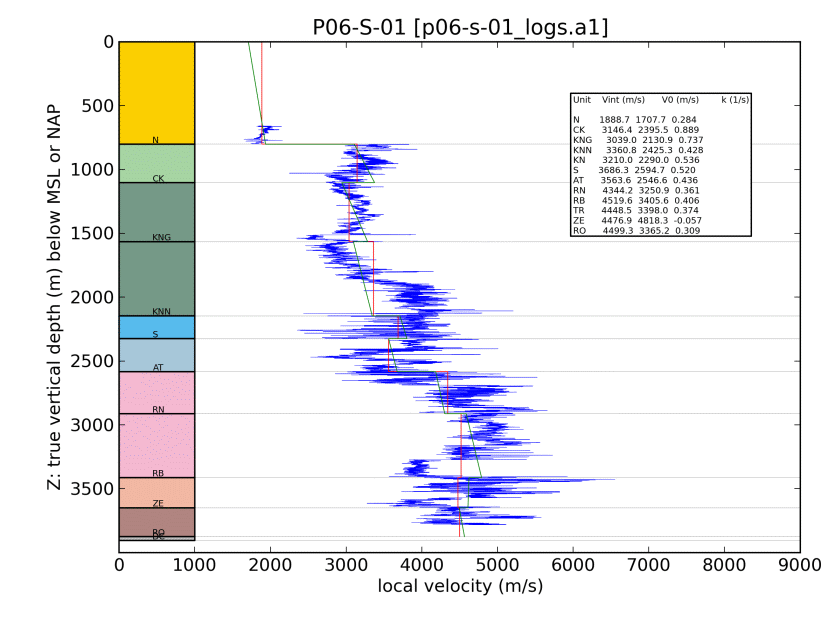 P06-S-01 [p06-s-01_logs.a1]
0
500
1000
1500
2000
2500
3000
3500
Z: true vertical depth (m) below MSL or NAP
N
CK
KNG
KNN
S
AT
RN
RB
ZE
RO
DC
Unit Vint (m/s) V0 (m/s) k (1/s)
N 1888.7 1707.7 0.284
CK 3146.4 2395.5 0.889
KNG 3039.0 2130.9 0.737
KNN 3360.8 2425.3 0.428
KN 3210.0 2290.0 0.536
S 3686.3 2594.7 0.520
AT 3563.6 2546.6 0.436
RN 4344.2 3250.9 0.361
RB 4519.6 3405.6 0.406
TR 4448.5 3398.0 0.374
ZE 4476.9 4818.3 -0.057
RO 4499.3 3365.2 0.309
0 1000 2000 3000 4000 5000 6000 7000 8000 9000
local velocity (m/s)